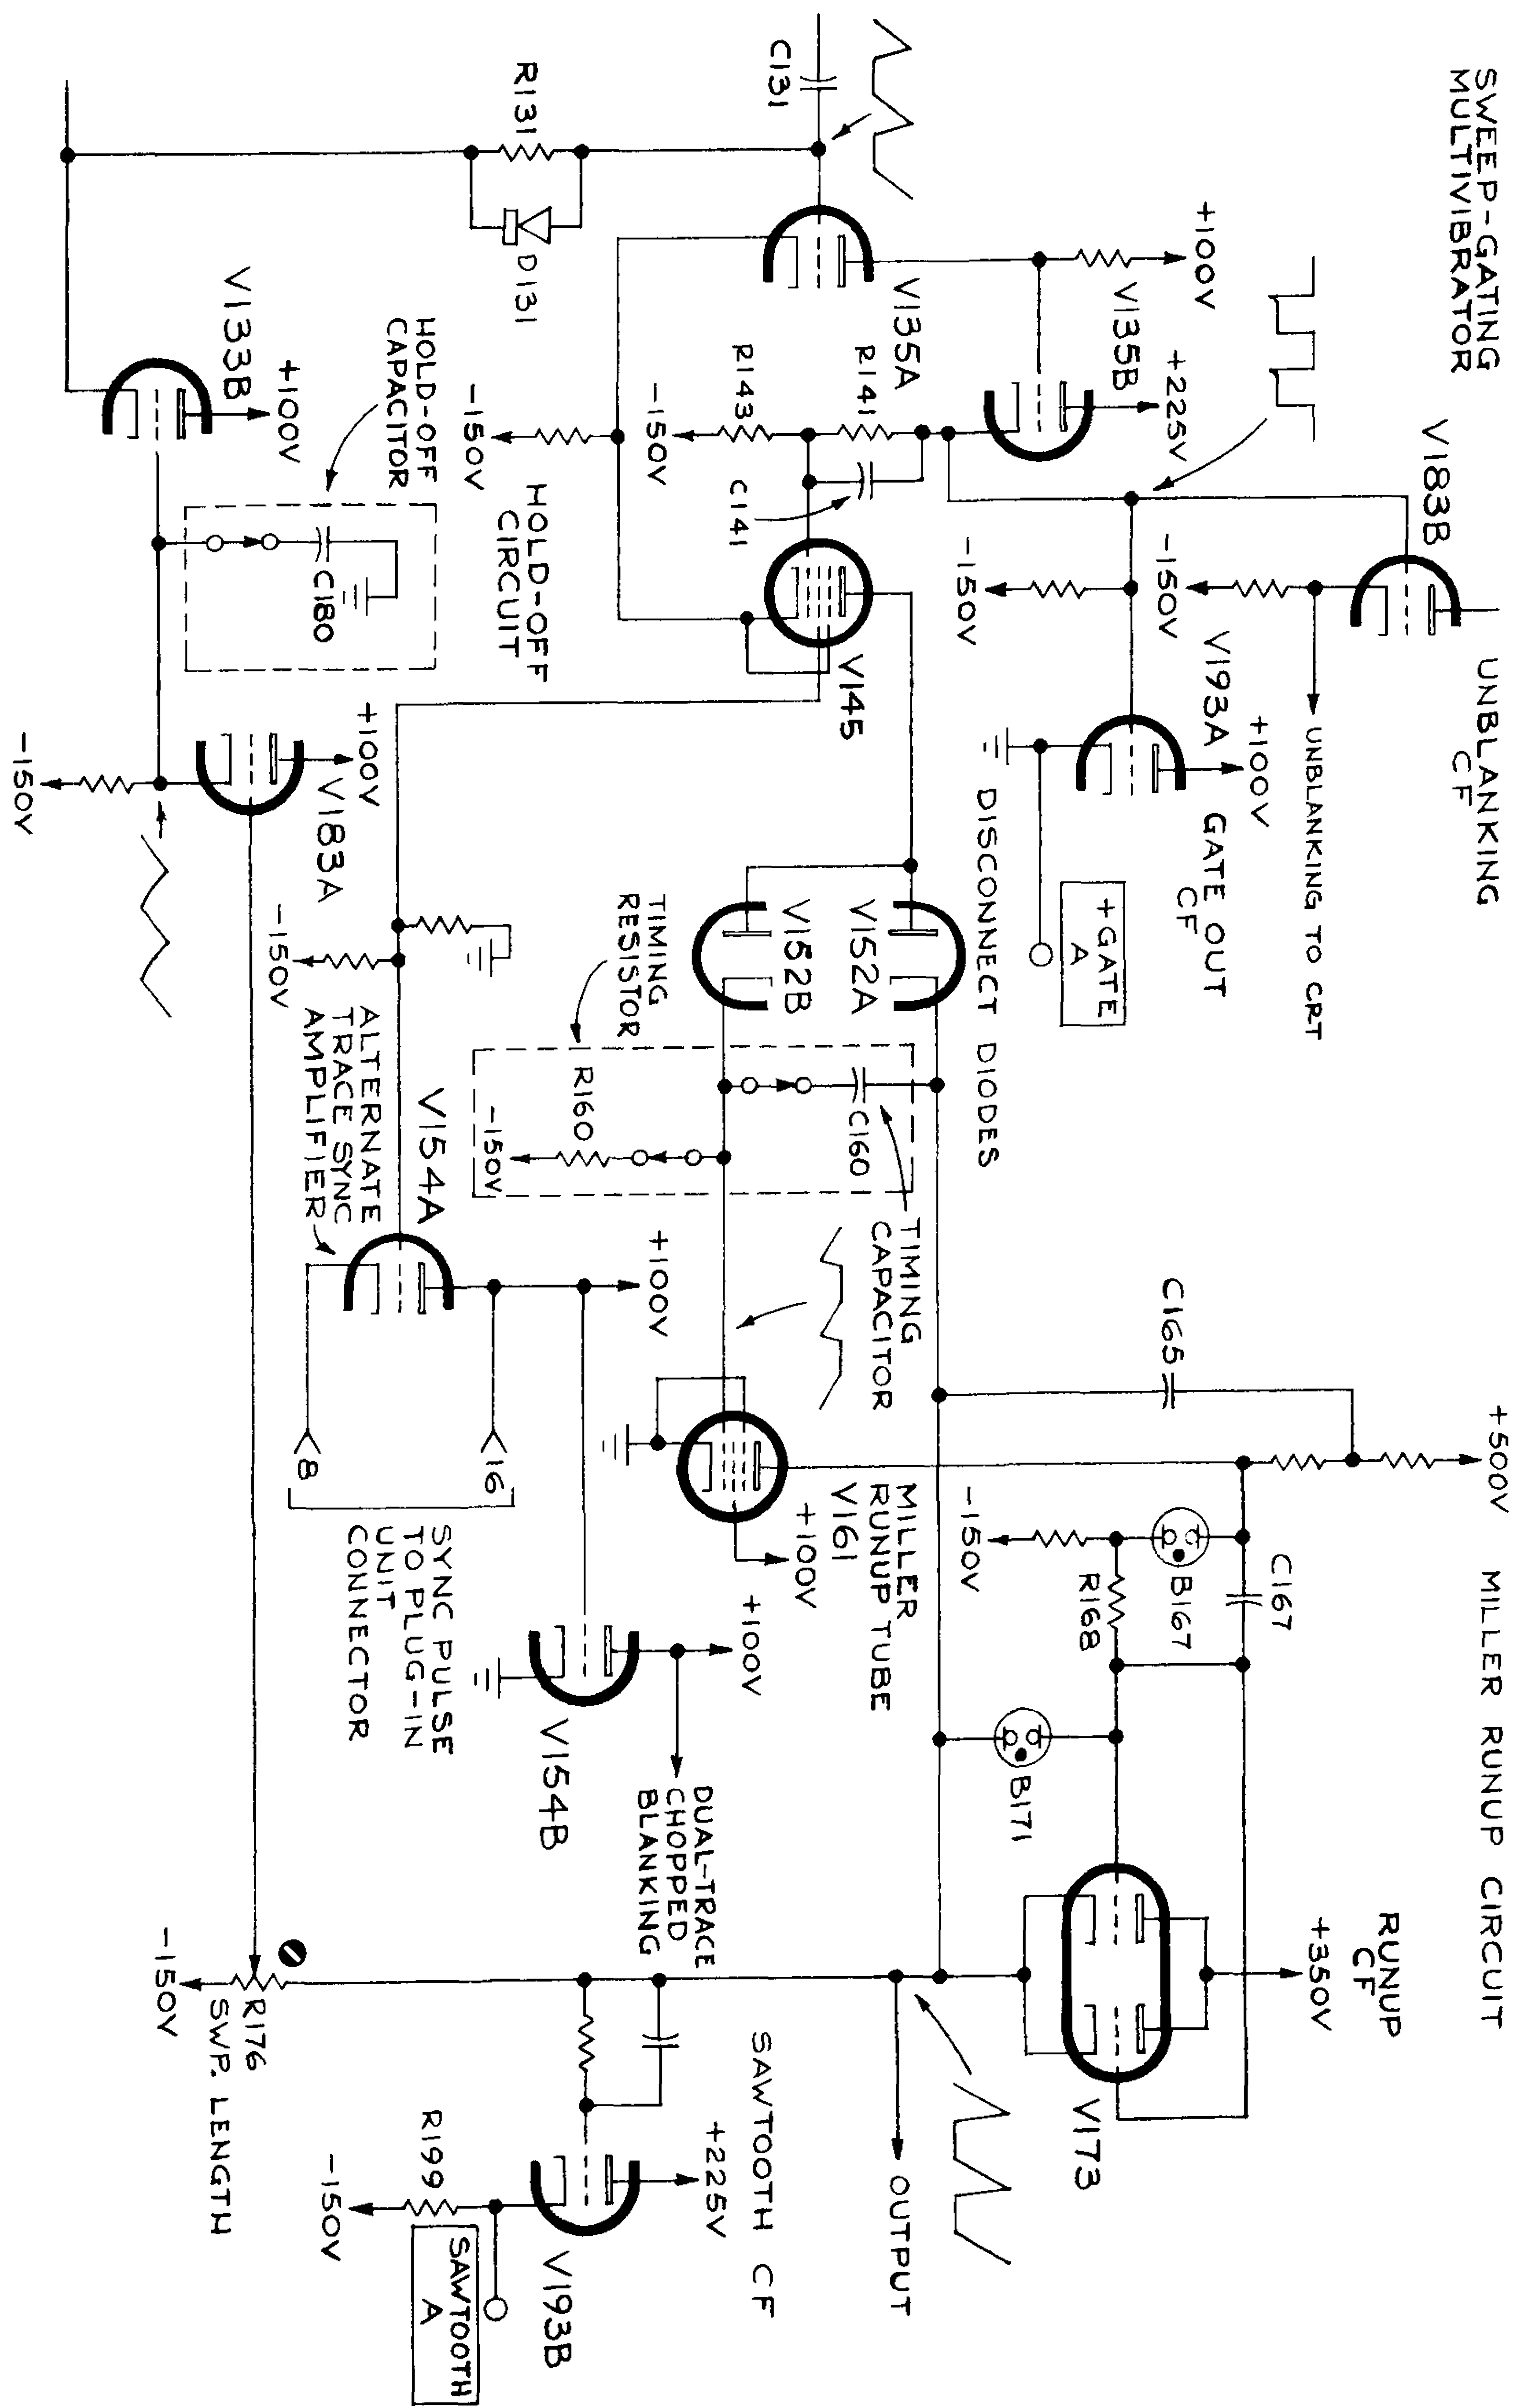 SWEEP-GATING
MULTIVIBRATOR
UNBLANKING
CF
MILLER RUNUP CIRCUIT
V183B
+500V
+100V
-150V
UNBLANKING TO CRT
+350V
RUNUP
CF
V135B
+225V
V193A
+100V
GATE OUT
CF
+GATE
A
C165
C167
B167
R168
-150V
V173
-150V
DISCONNECT DIODES
B171
C131
V135A
R141
R143
-150V
C141
V145
V152A
V152B
C160
TIMING
CAPACITOR
MILLER
RUNUP TUBE
V161
+100V
OUTPUT
R131
D131
HOLD-OFF
CIRCUIT
-150V
TIMING
RESISTOR
R160
-150V
+100V
+100V
DUAL-TRACE
CHOPPED
BLANKING
SAWTOOTH CF
+225V
V154B
V193B
HOLD-OFF
CAPACITOR
C180
+100V
V133B
+100V
V183A
-150V
ALTERNATE
TRACE SYNC
AMPLIFIER
V154A
16
8
SYNC PULSE
TO PLUG-IN
UNIT
CONNECTOR
R199
-150V
SAWTOOTH
A
-150V
R176
SWP. LENGTH
-150V